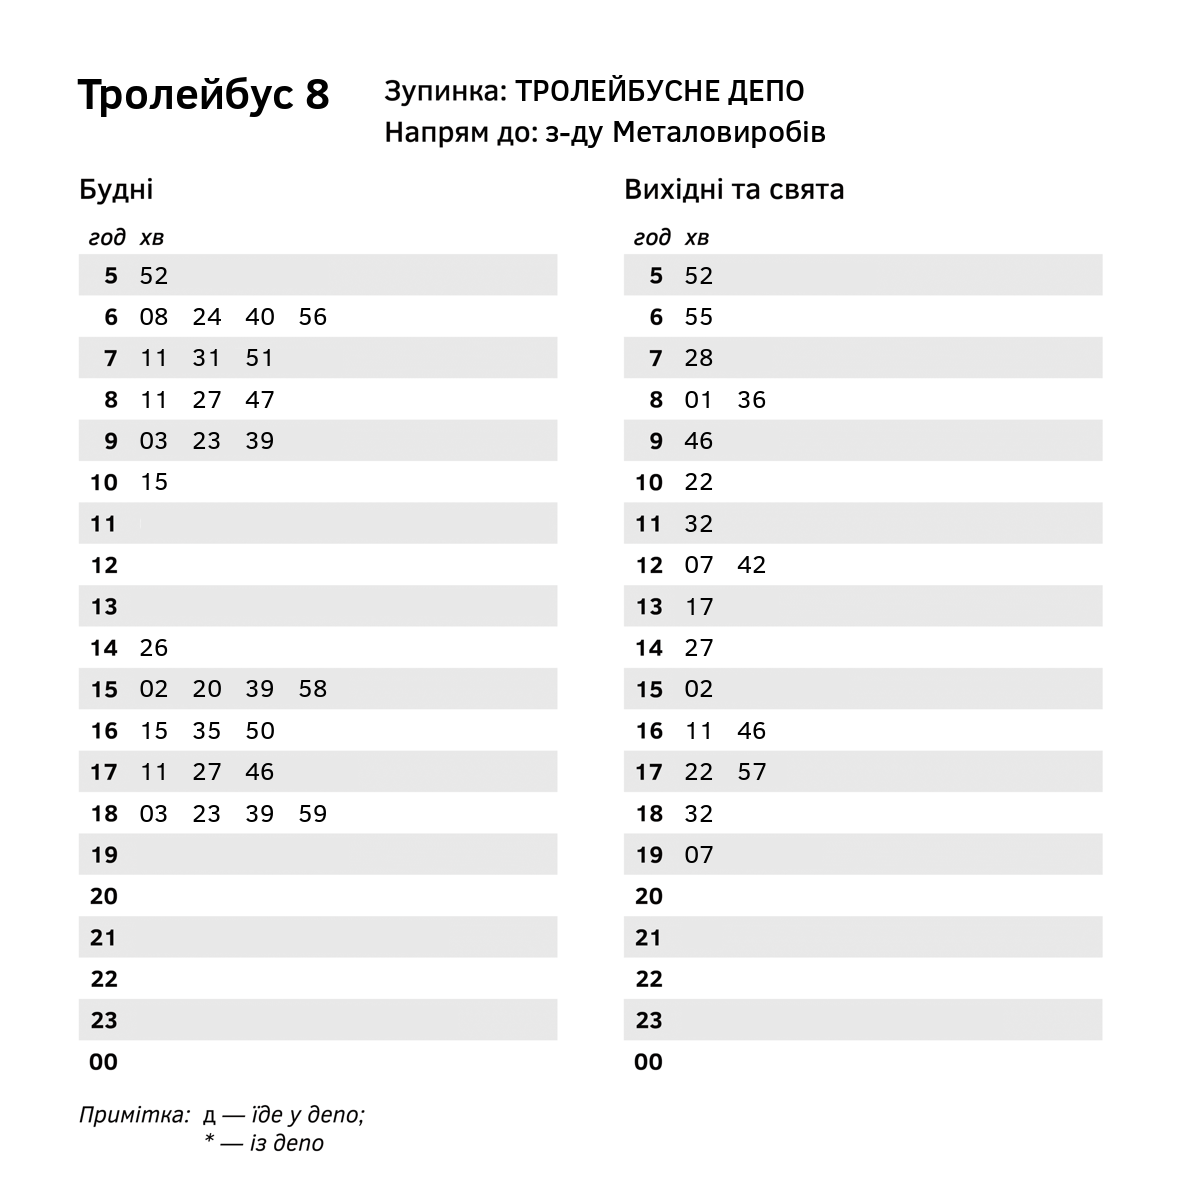 Тролейбус 8
Зупинка: ТРОЛЕЙБУСНЕ ДЕПО
Напрям до: з-ду Металовиробів
Будні
год хв
5 52
6 08 24 40 56
7 11 31 51
8 11 27 47
9 03 23 39
10 15
11
12
13
14 26
15 02 20 39 58
16 15 35 50
17 11 27 46
18 03 23 39 59
19
20
21
22
23
00
Вихідні та свята
год хв
5 52
6 55
7 28
8 01 36
9 46
10 22
11 32
12 07 42
13 17
14 27
15 02
16 11 46
17 22 57
18 32
19 07
20
21
22
23
00
Примітка: д — їде у депо;
* — із депо